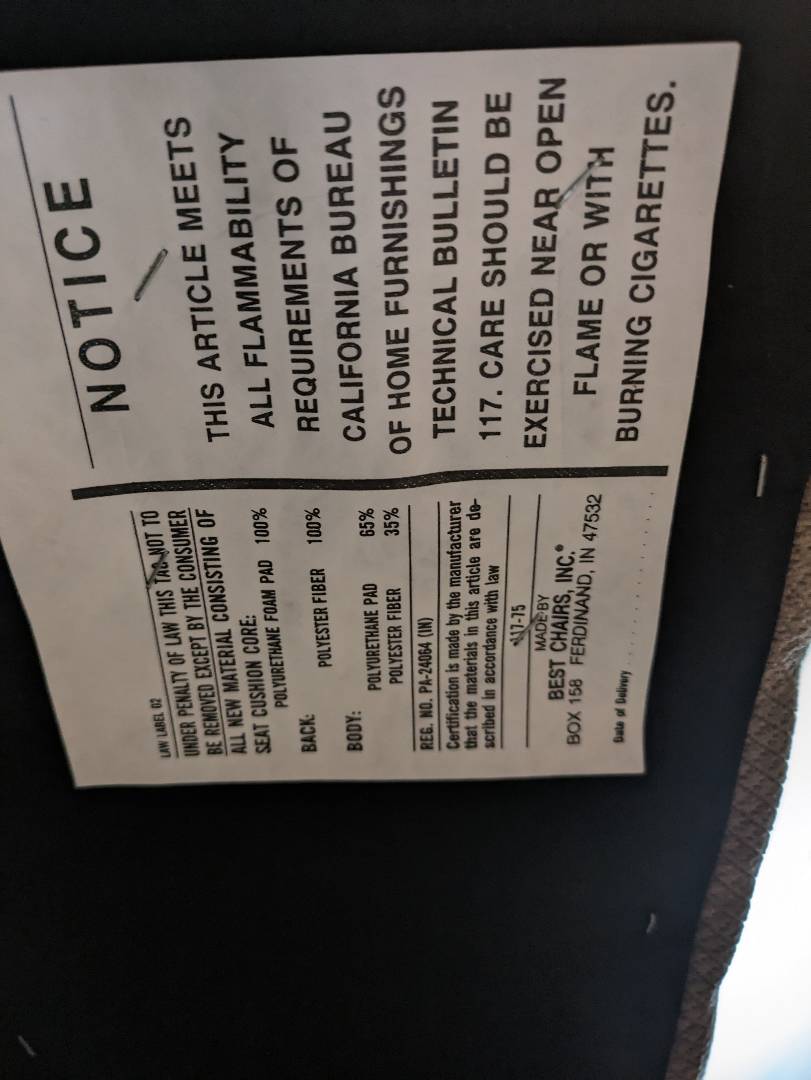 LAW LABEL 02
UNDER PENALTY OF LAW THIS TAG NOT TO
BE REMOVED EXCEPT BY THE CONSUMER
ALL NEW MATERIAL CONSISTING OF
SEAT CUSHION CORE:
POLYURETHANE FOAM PAD 100%
BACK:
POLYESTER FIBER 100%
BODY:
POLYURETHANE PAD 65%
POLYESTER FIBER 35%
REG. NO. PA-24064 (IN)
Certification is made by the manufacturer
that the materials in this article are de-
scribed in accordance with law
117-75
MADE BY
BEST CHAIRS, INC.®
BOX 158 FERDINAND, IN 47532
Date of Delivery . . . . . . . . . . . . . .
NOTICE
THIS ARTICLE MEETS
ALL FLAMMABILITY
REQUIREMENTS OF
CALIFORNIA BUREAU
OF HOME FURNISHINGS
TECHNICAL BULLETIN
117. CARE SHOULD BE
EXERCISED NEAR OPEN
FLAME OR WITH
BURNING CIGARETTES.